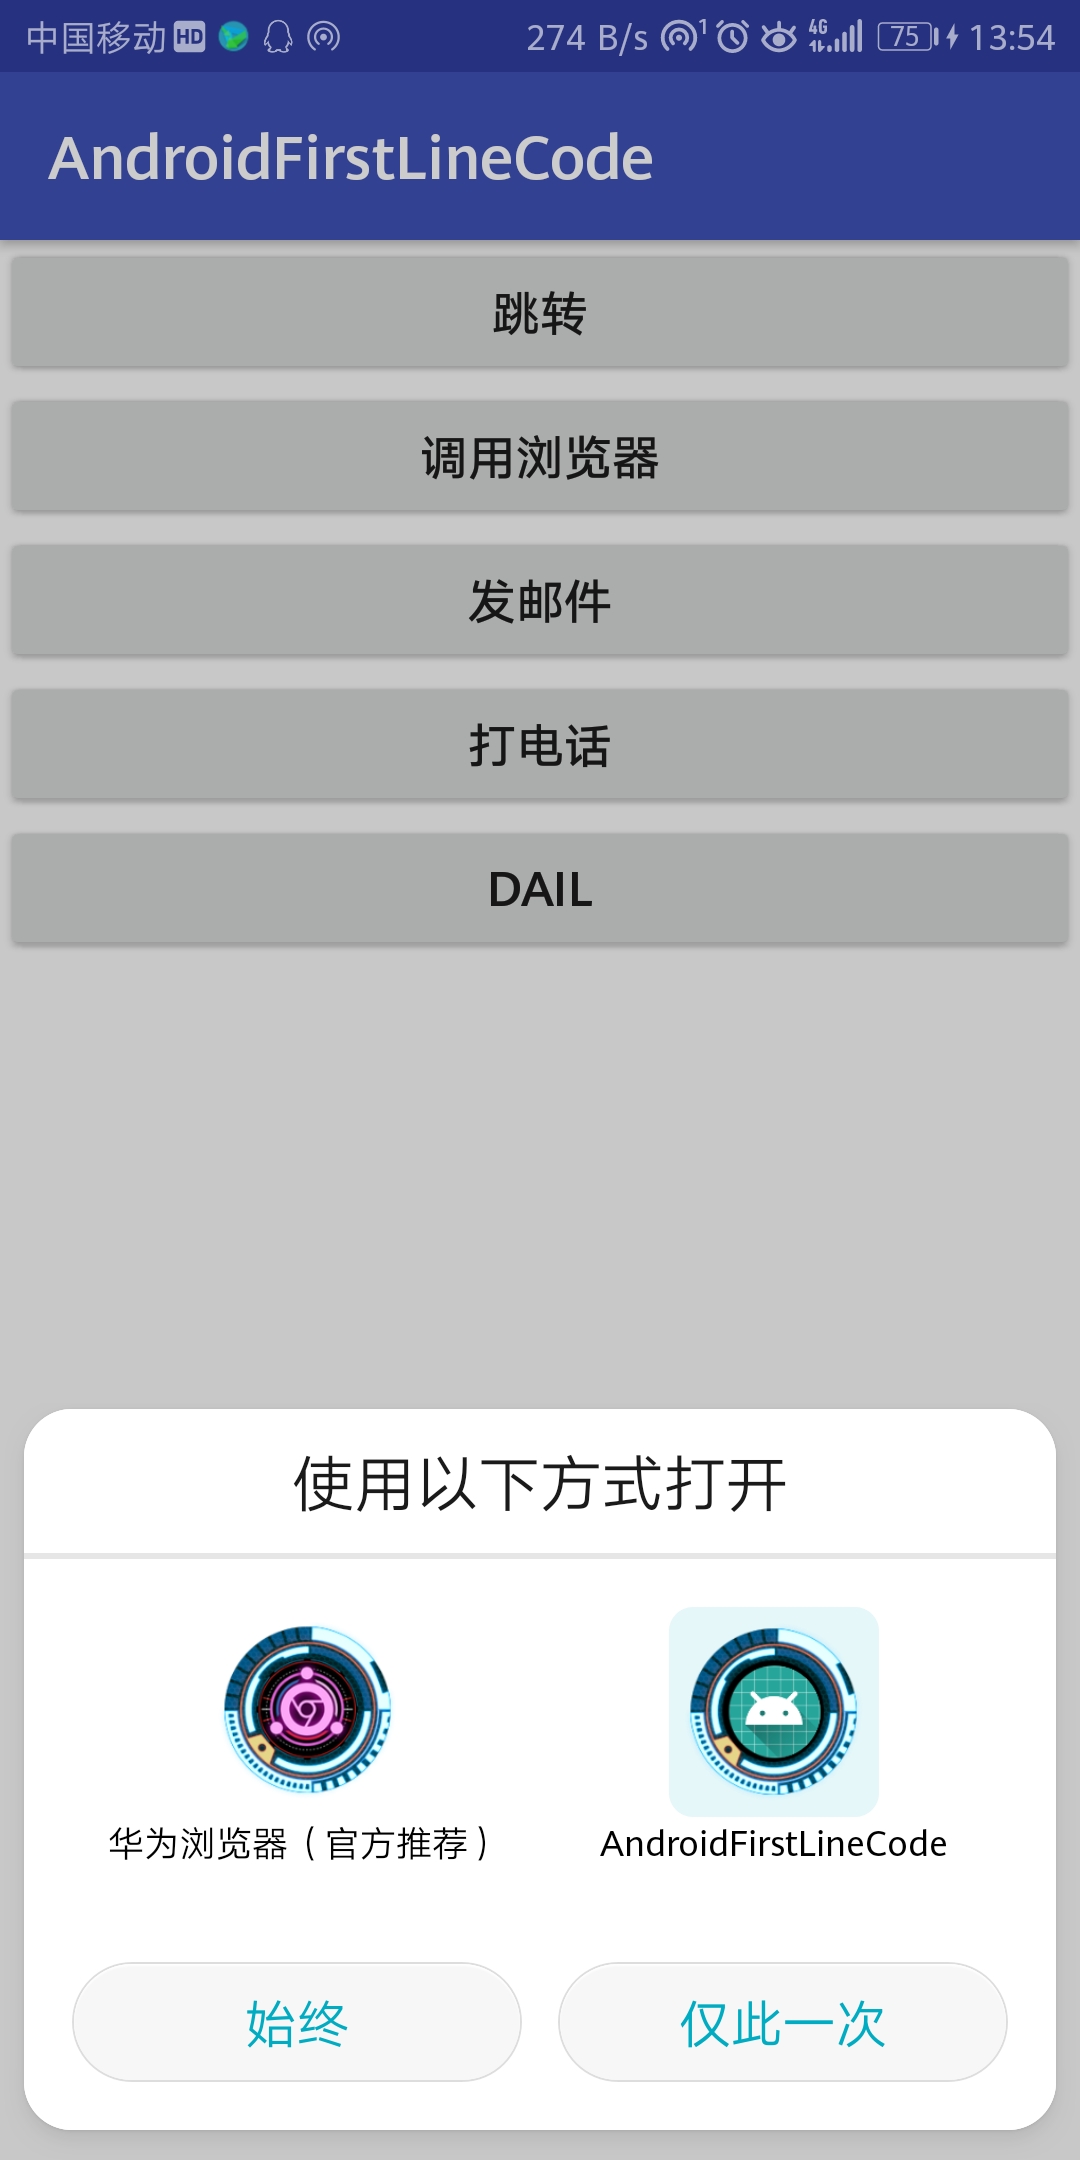 中国移动 HD 274 B/s 1 4G 75 13:54
AndroidFirstLineCode
跳转
调用浏览器
发邮件
打电话
DAIL
使用以下方式打开
华为浏览器（官方推荐） AndroidFirstLineCode
始终 仅此一次